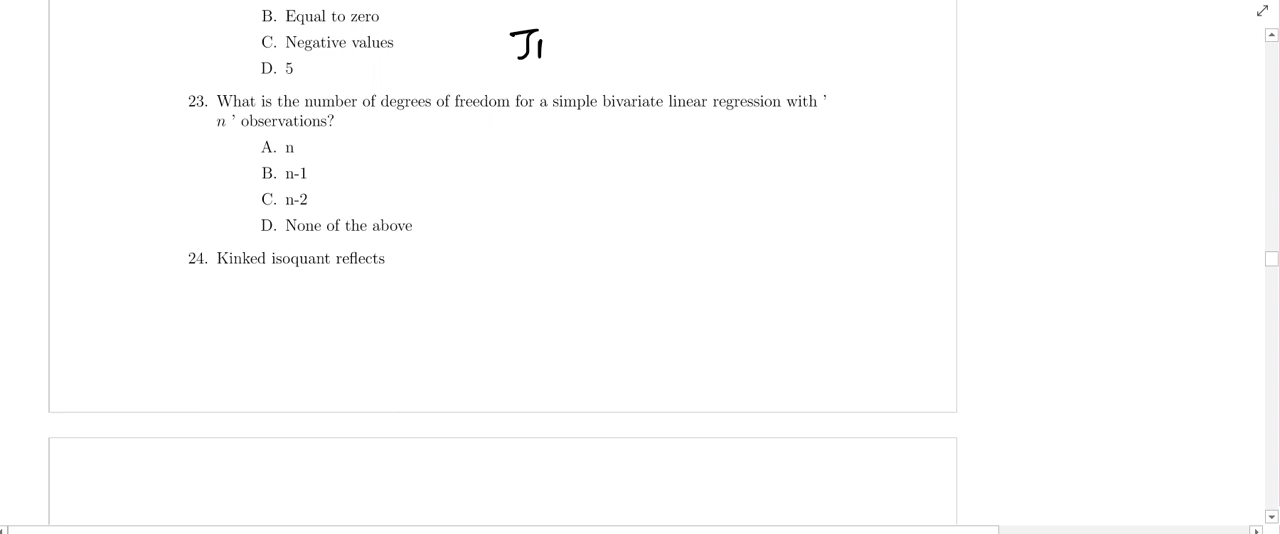 B. Equal to zero
C. Negative values
D. 5
23. What is the number of degrees of freedom for a simple bivariate linear regression with '
n ' observations?
A. n
B. n-1
C. n-2
D. None of the above
24. Kinked isoquant reflects